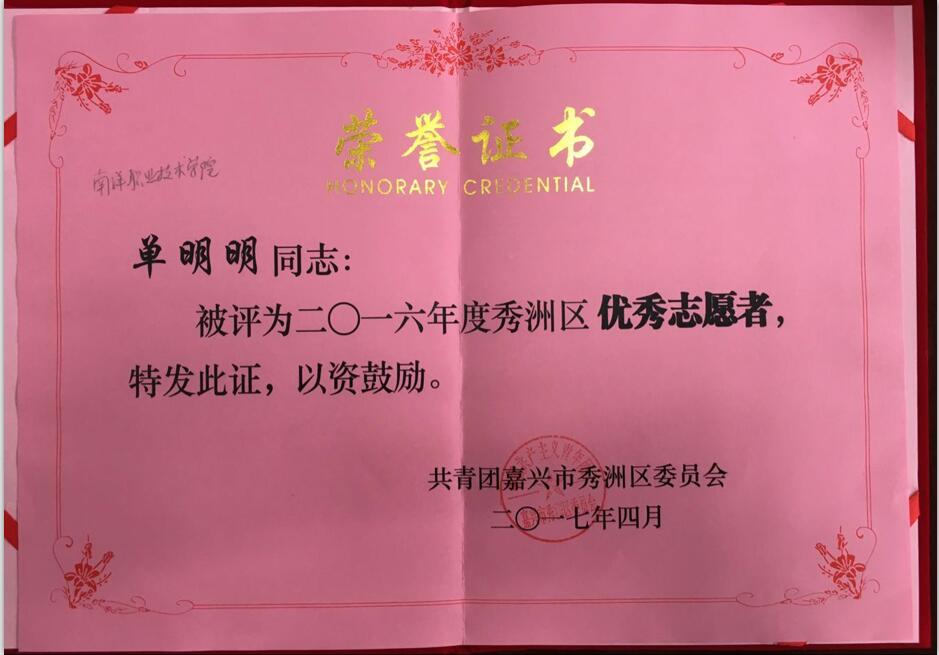 荣誉证书
HONORARY CREDENTIAL
南洋职业技术学院
单明明同志：
被评为二〇一六年度秀洲区优秀志愿者，
特发此证，以资鼓励。
共青团嘉兴市秀洲区委员会
二〇一七年四月